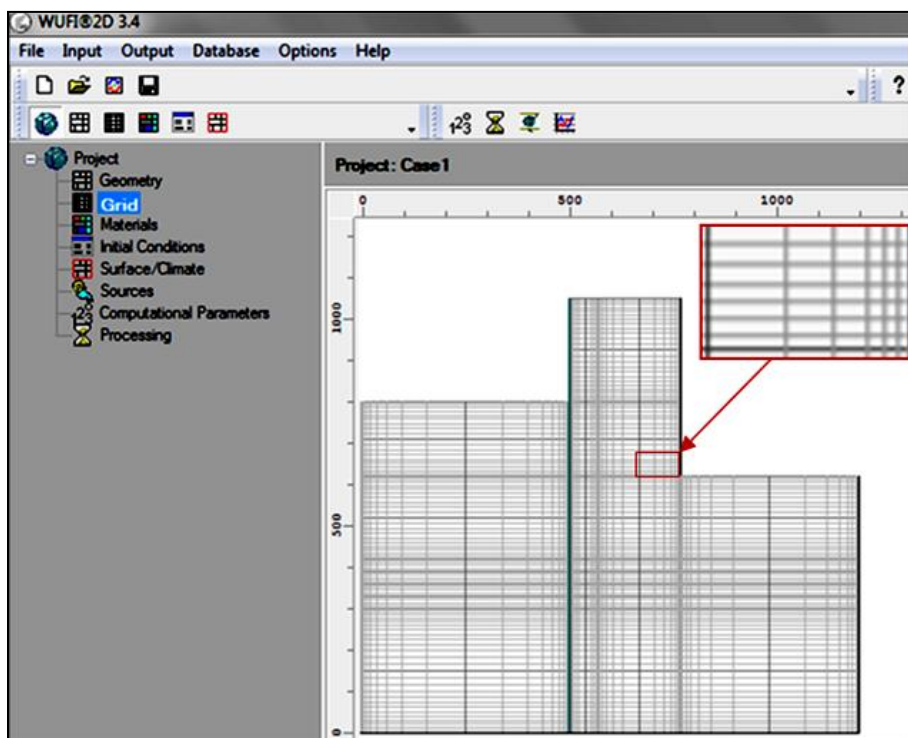 WUFI®2D 3.4
File Input Output Database Options Help
?
Project
Geometry
Grid
Materials
Initial Conditions
Surface/Climate
Sources
Computational Parameters
Processing
Project: Case1
0 500 1000
1000
500
0